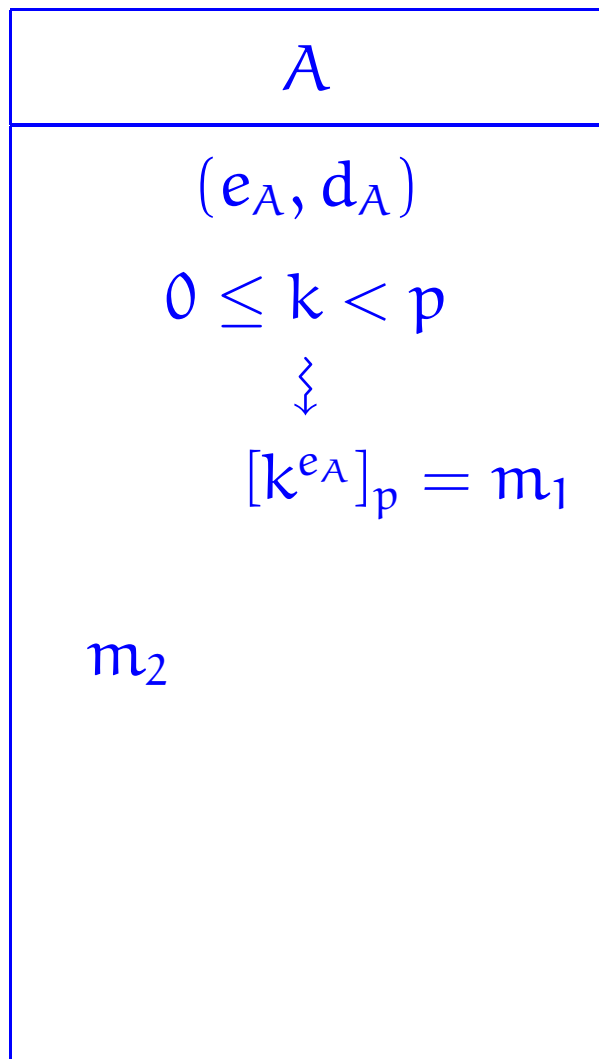 A
(e_A, d_A)
0 ≤ k < p
[k^{e_A}]_p = m_1
m_2